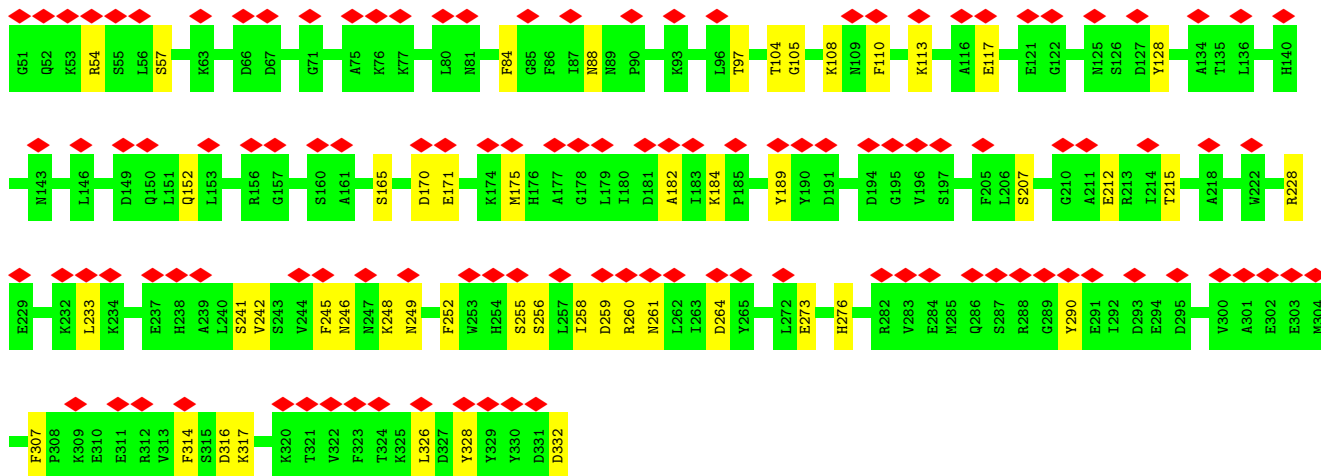 G51 Q52 K53 R54 S55 L56 S57 K63 D66 D67 G71 A75 K76 K77 L80 N81 F84 G85 F86 I87 N88 N89 P90 K93 L96 T97 T104 G105 K108 N109 F110 K113 A116 E117 E121 G122 N125 S126 D127 Y128 A134 T135 L136 H140
N143 L146 D149 Q150 L151 Q152 L153 R156 G157 S160 A161 S165 D170 E171 K174 M175 H176 A177 G178 L179 I180 D181 A182 I183 K184 P185 Y189 Y190 D191 D194 G195 V196 S197 F205 L206 S207 G210 A211 E212 R213 I214 T215 A218 W222 R228
E229 K232 L233 K234 E237 H238 A239 L240 S241 V242 S243 V244 F245 N246 N247 K248 N249 F252 W253 H254 S255 S256 L257 I258 D259 R260 N261 L262 I263 D264 Y265 L272 E273 H276 R282 V283 E284 M285 Q286 S287 R288 G289 Y290 E291 I292 D293 E294 D295 V300 A301 E302 E303 M304
F307 P308 K309 E310 E311 R312 V313 F314 S315 D316 K317 K320 T321 V322 F323 T324 K325 L326 D327 Y328 Y329 Y330 D331 D332